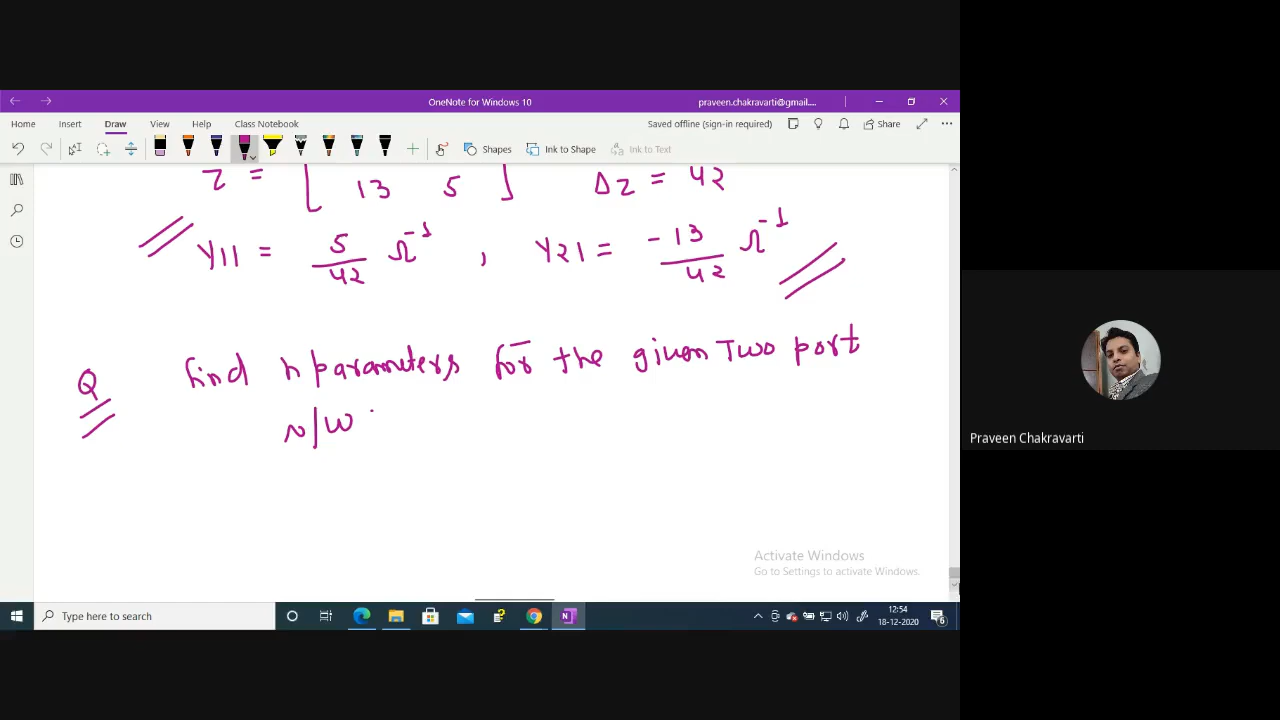 OneNote for Windows 10
praveen.chakravarti@gmail....
Home Insert Draw View Help Class Notebook
Saved offline (sign-in required)
Share
Shapes
Ink to Shape
Ink to Text
Z = [ 13 5 ] ΔZ = 42
Y11 = 5/42 Ω⁻¹ , Y21 = -13/42 Ω⁻¹
Q find h parameters for the given Two port
N/W
Activate Windows
Go to Settings to activate Windows.
Type here to search
12:54
18-12-2020
6
Praveen Chakravarti